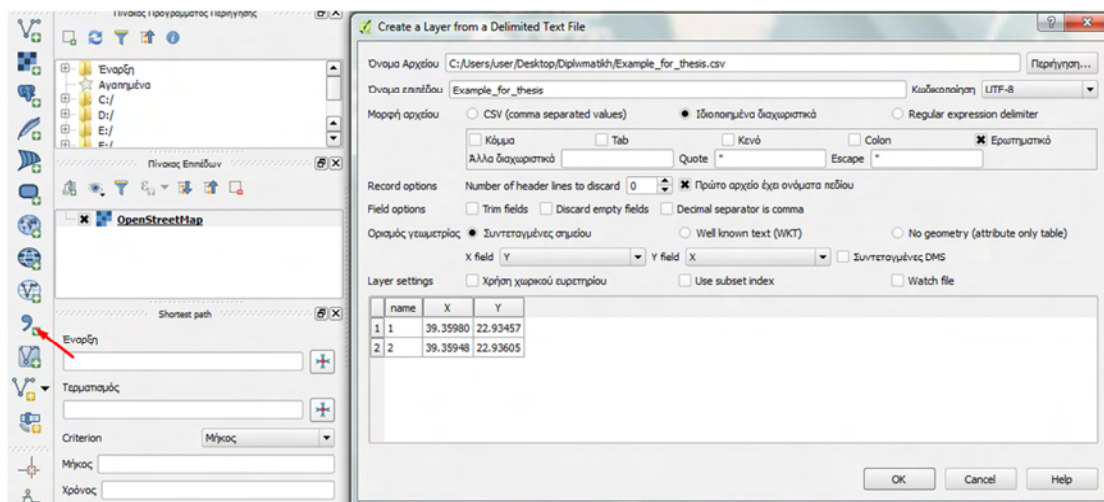 Πίνακας Προγράμματος Περιήγησης
Έναρξη
Αγαπημένα
C:/
D:/
E:/
F:/
Πίνακας Επιπέδων
OpenStreetMap
Shortest path
Έναρξη
Τερματισμός
Criterion
Μήκος
Μήκος
Χρόνος
Create a Layer from a Delimited Text File
Όνομα Αρχείου C:/Users/user/Desktop/Diplwmatikh/Example_for_thesis.csv Περιήγηση...
Όνομα επιπέδου Example_for_thesis Κωδικοποίηση UTF-8
Μορφή αρχείου CSV (comma separated values) Ιδιοποιημένα διαχωριστικά Regular expression delimiter
Κόμμα Tab Κενό Colon Ερωτηματικό
Άλλα διαχωριστικά Quote " Escape "
Record options Number of header lines to discard 0 Πρώτο αρχείο έχει ονόματα πεδίου
Field options Trim fields Discard empty fields Decimal separator is comma
Ορισμός γεωμετρίας Συντεταγμένες σημείου Well known text (WKT) No geometry (attribute only table)
X field Y Y field X Συντεταγμένες DMS
Layer settings Χρήση χωρικού ευρετηρίου Use subset index Watch file
name X Y
1 1 39.35980 22.93457
2 2 39.35948 22.93605
OK Cancel Help